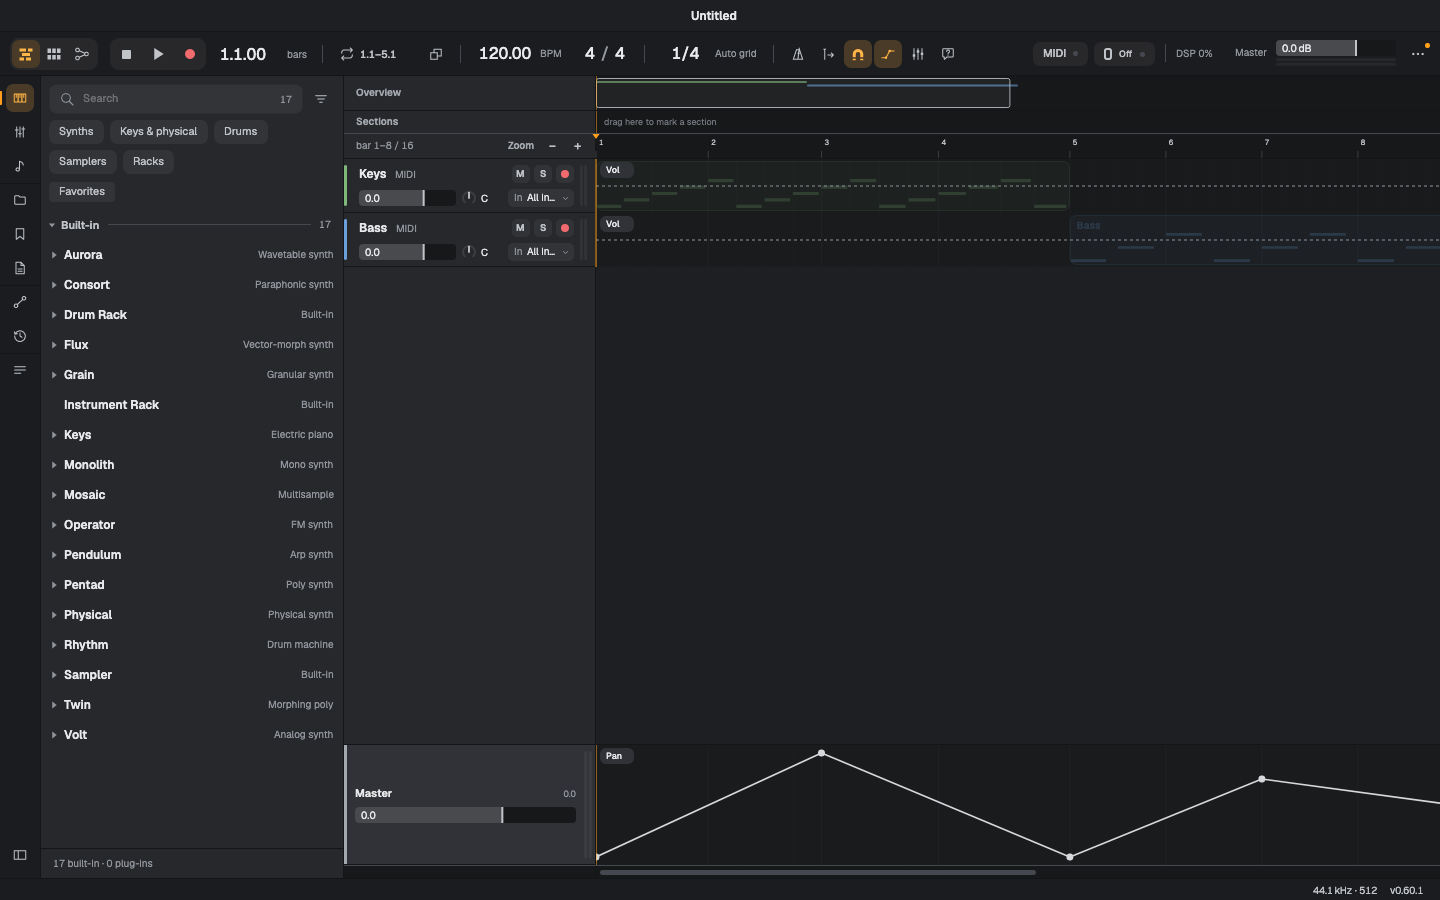 Untitled
1.1.00 bars 1.1–5.1 120.00 BPM 4 / 4 1/4 Auto grid MIDI Off DSP 0% Master 0.0 dB
Search 17
Synths Keys & physical Drums
Samplers Racks
Favorites
Built-in 17
Aurora Wavetable synth
Consort Paraphonic synth
Drum Rack Built-in
Flux Vector-morph synth
Grain Granular synth
Instrument Rack Built-in
Keys Electric piano
Monolith Mono synth
Mosaic Multisample
Operator FM synth
Pendulum Arp synth
Pentad Poly synth
Physical Physical synth
Rhythm Drum machine
Sampler Built-in
Twin Morphing poly
Volt Analog synth
17 built-in · 0 plug-ins
Overview
Sections drag here to mark a section
bar 1–8 / 16 Zoom − + 1 2 3 4 5 6 7 8
Keys MIDI M S Vol
0.0 C In All In...
Bass MIDI M S Vol Bass
0.0 C In All In...
Pan
Master 0.0
0.0
44.1 kHz · 512 v0.60.1